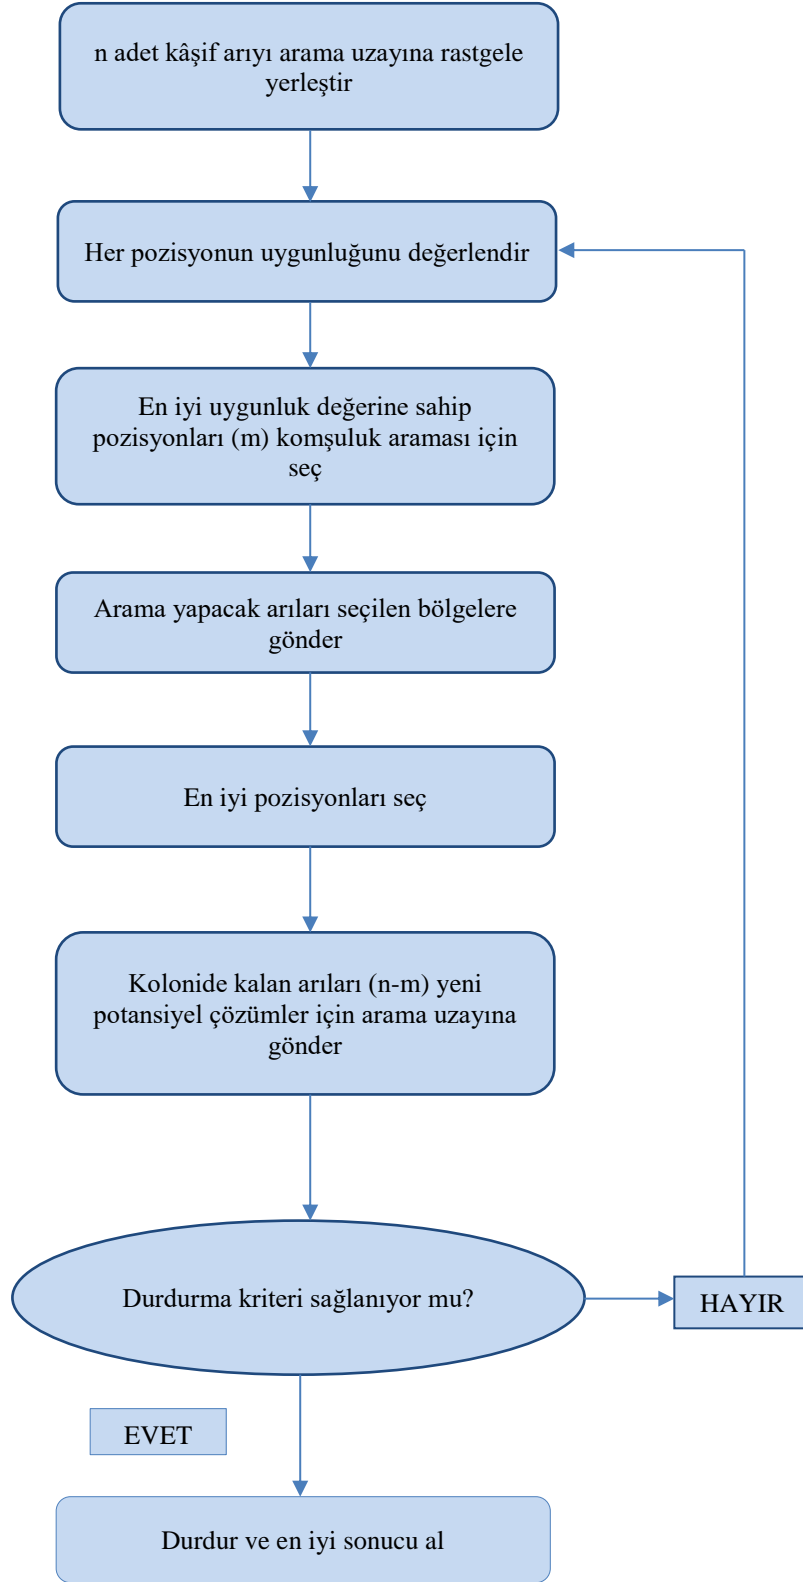 n adet kâşif arıyı arama uzayına rastgele
yerleştir
Her pozisyonun uygunluğunu değerlendir
En iyi uygunluk değerine sahip
pozisyonları (m) komşuluk araması için
seç
Arama yapacak arıları seçilen bölgelere
gönder
En iyi pozisyonları seç
Kolonide kalan arıları (n-m) yeni
potansiyel çözümler için arama uzayına
gönder
Durdurma kriteri sağlanıyor mu?
HAYIR
EVET
Durdur ve en iyi sonucu al